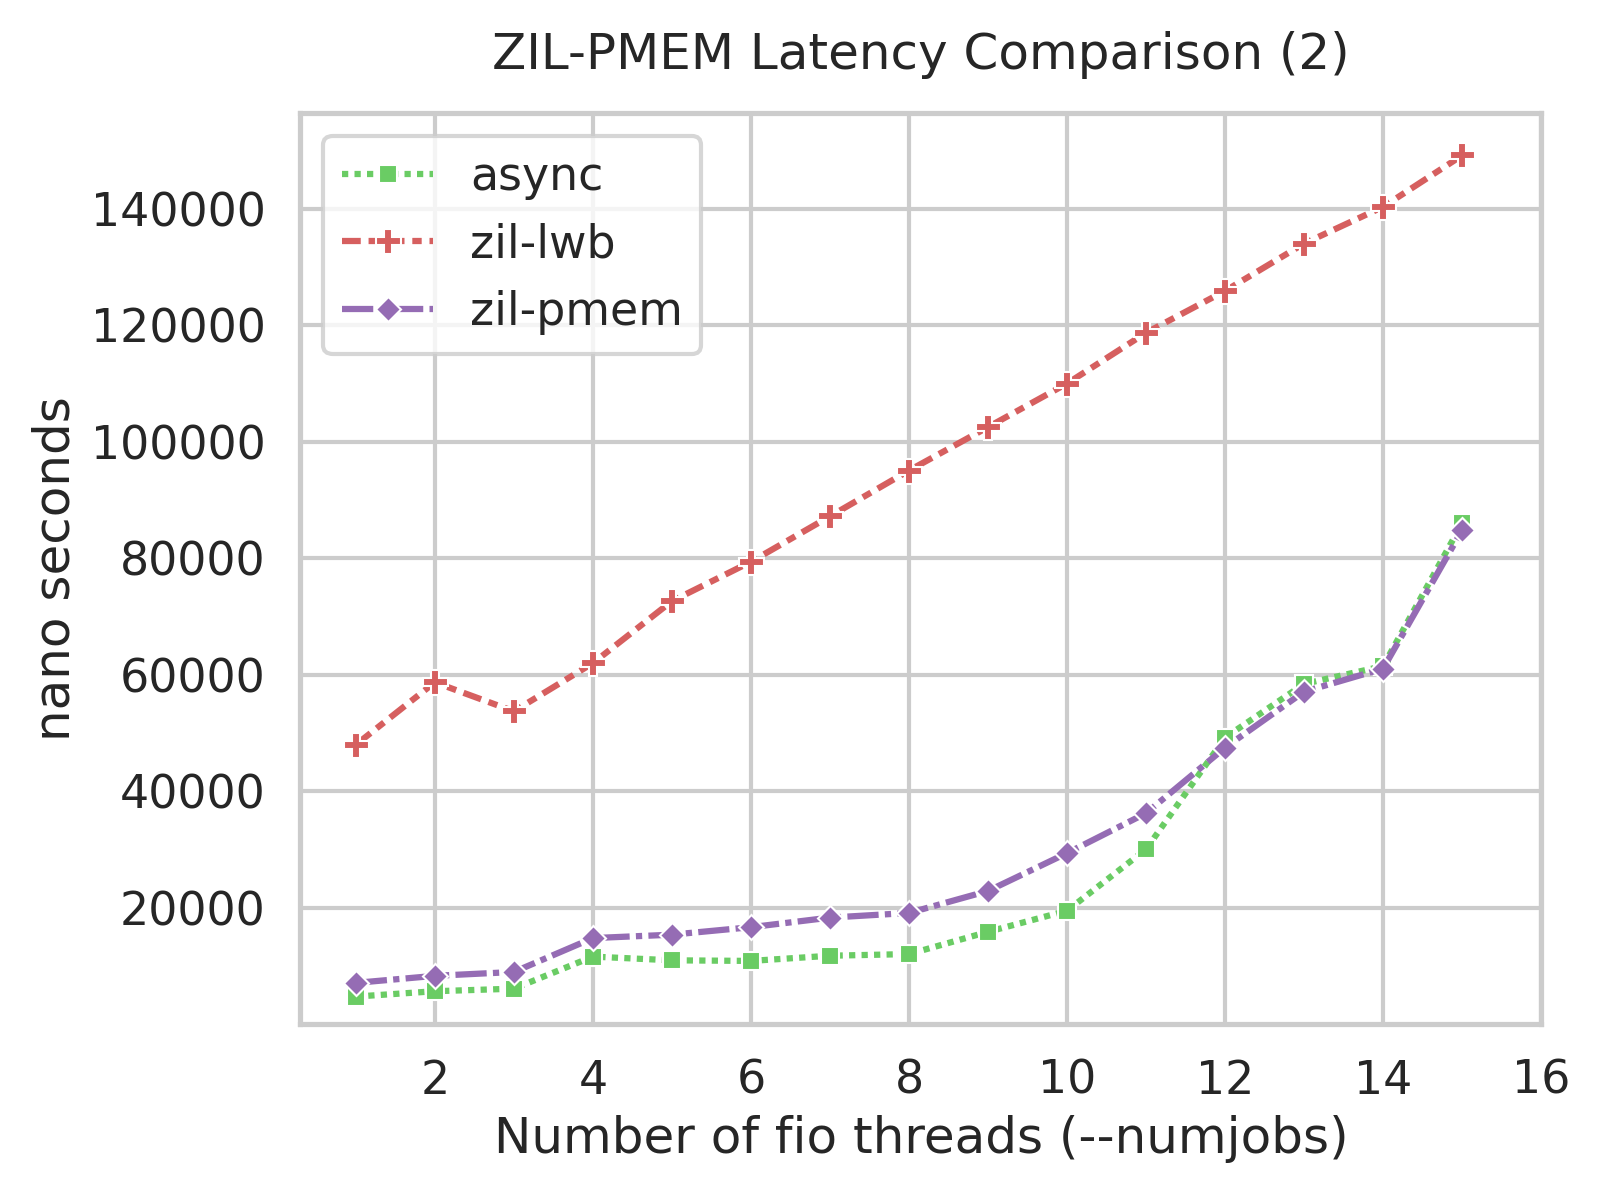 ZIL-PMEM Latency Comparison (2)
async
zil-lwb
zil-pmem
nano seconds
140000
120000
100000
80000
60000
40000
20000
2 4 6 8 10 12 14 16
Number of fio threads (--numjobs)